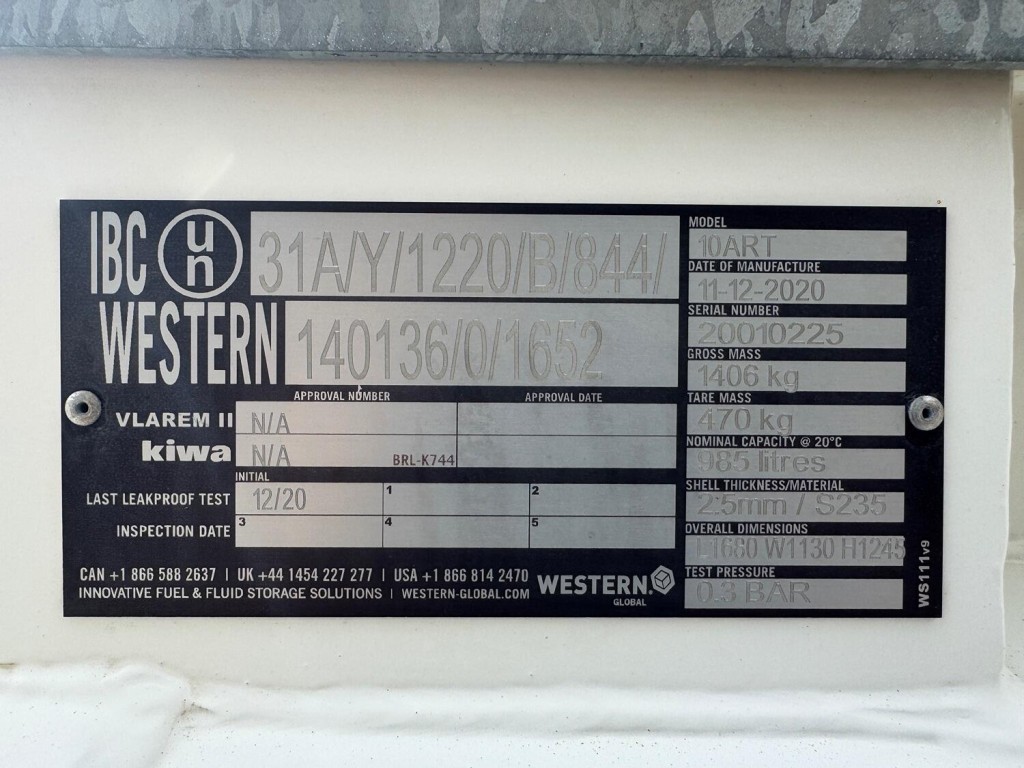 IBC un 31A/Y/1220/B/844/
WESTERN 140136/0/1652
APPROVAL NUMBER APPROVAL DATE
VLAREM II N/A
kiwa N/A BRL-K744
INITIAL
LAST LEAKPROOF TEST 12/20 1 2
INSPECTION DATE 3 4 5
CAN +1 866 588 2637 | UK +44 1454 227 277 | USA +1 866 814 2470
INNOVATIVE FUEL & FLUID STORAGE SOLUTIONS | WESTERN-GLOBAL.COM
WESTERN
GLOBAL
MODEL
10ART
DATE OF MANUFACTURE
11-12-2020
SERIAL NUMBER
20010225
GROSS MASS
1406 kg
TARE MASS
470 kg
NOMINAL CAPACITY @ 20°C
985 litres
SHELL THICKNESS/MATERIAL
2.5mm / S235
OVERALL DIMENSIONS
L1680 W1130 H1245
TEST PRESSURE
0.3 BAR
WS111v9